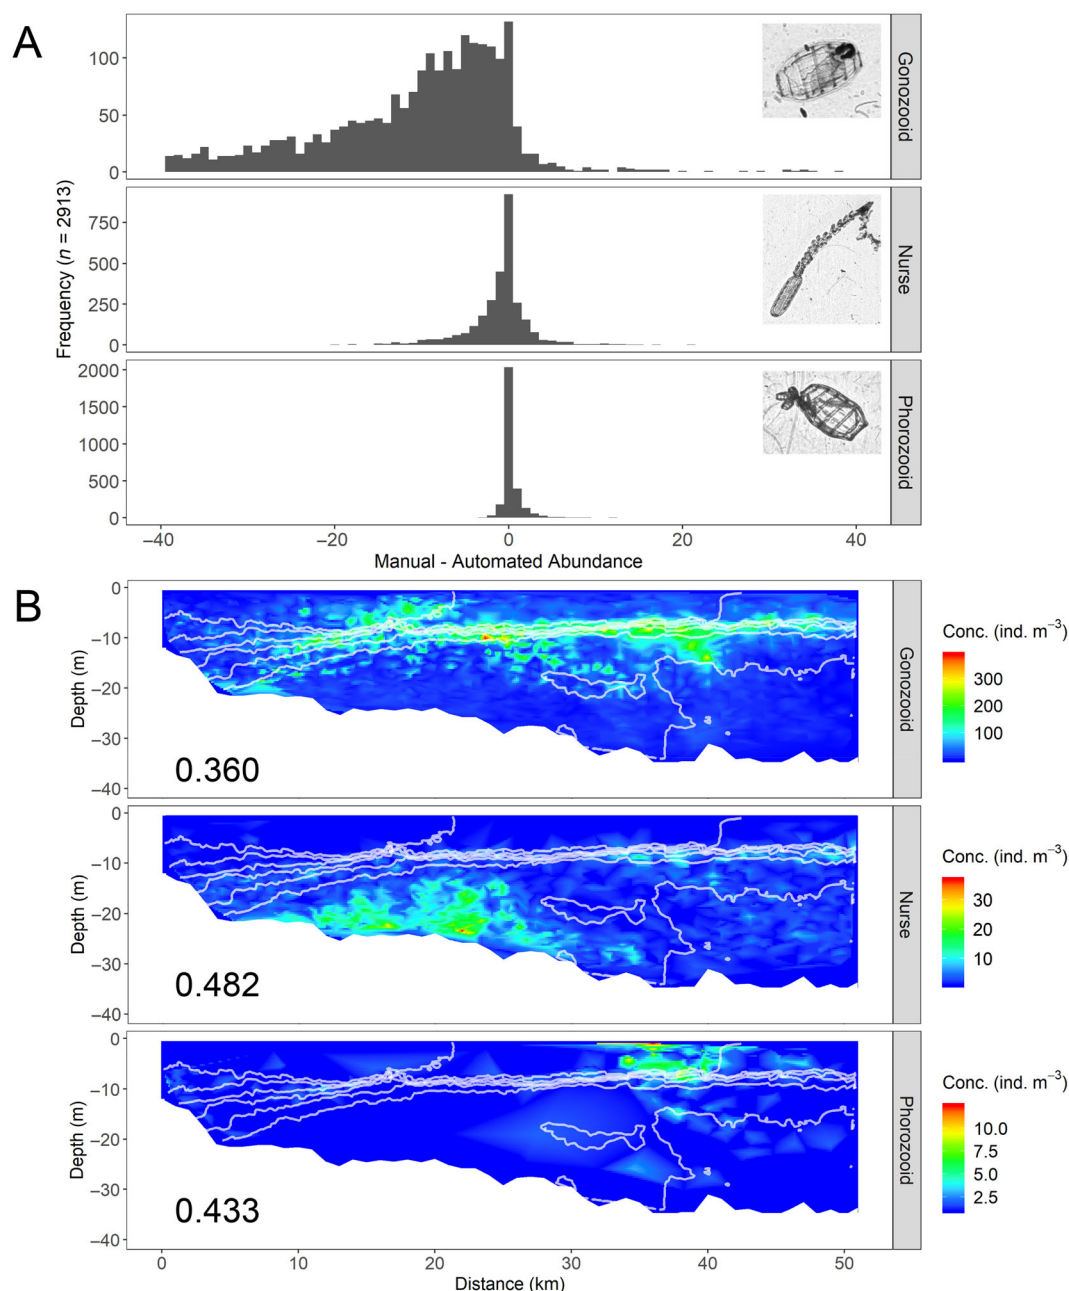 A
100
50
0
Gonozooid
750
500
250
0
Nurse
2000
1500
1000
500
0
Phorozooid
Frequency (n = 2913)
−40 −20 0 20 40
Manual - Automated Abundance
B
0
−10
−20
−30
−40
Depth (m)
0.360
Gonozooid
Conc. (ind. m⁻³)
300
200
100
0
−10
−20
−30
−40
Depth (m)
0.482
Nurse
Conc. (ind. m⁻³)
30
20
10
0
−10
−20
−30
−40
Depth (m)
0.433
Phorozooid
Conc. (ind. m⁻³)
10.0
7.5
5.0
2.5
0 10 20 30 40 50
Distance (km)